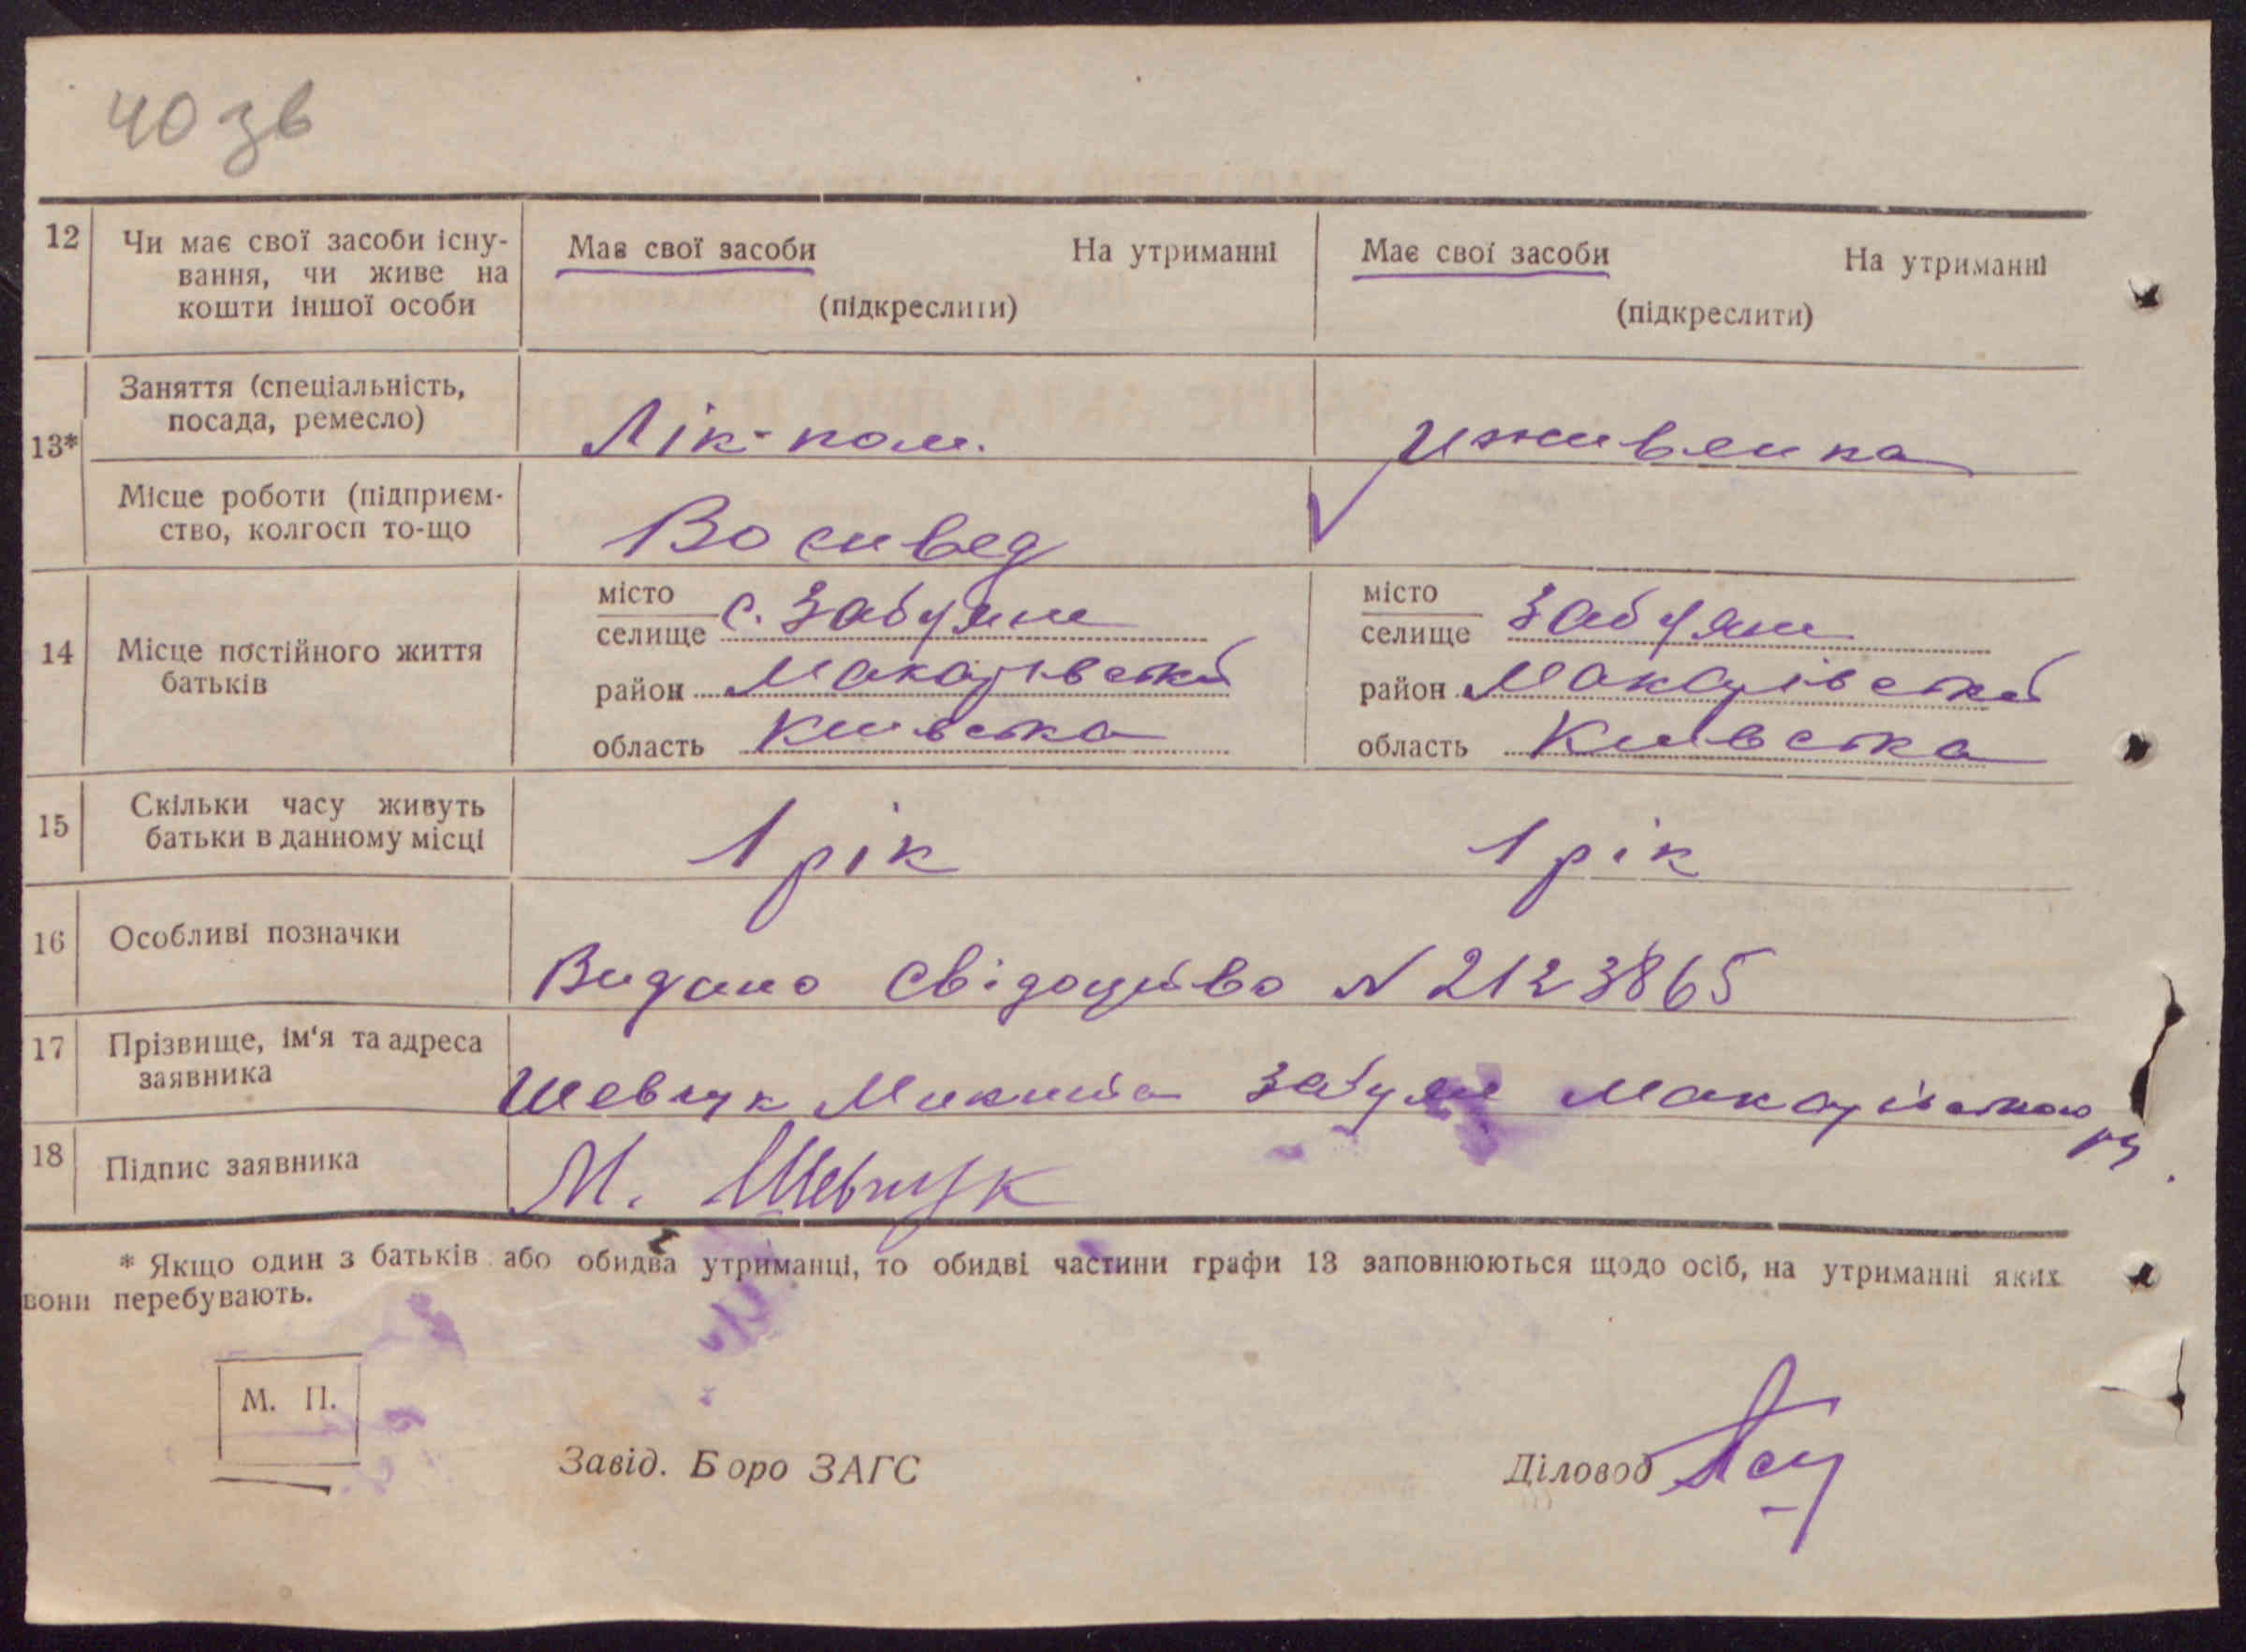 40 зв
12 Чи має свої засоби існу-
вання, чи живе на
кошти іншої особи
Має свої засоби На утриманні
(підкреслити)
Має свої засоби На утриманні
(підкреслити)
13*
Заняття (спеціальність,
посада, ремесло)
Лік-пом.
Утживенка
Місце роботи (підприєм-
ство, колгосп то-що
14 Місце постійного життя
батьків
місто
селище с. Забуяне
район Макарівський
область Київська
місто
селище Забуяне
район Макарівський
область Київська
15 Скільки часу живуть
батьки в данному місці
1 рік 1 рік
16 Особливі позначки
Видано Свідоцтво N 2123865
17 Прізвище, ім'я та адреса
заявника
Шевчук Микита Забуян Макарівського
р-у.
18 Підпис заявника
М. Шевчук
* Якщо один з батьків або обидва утриманці, то обидві частини графи 13 заповнюються щодо осіб, на утриманні яких
вони перебувають.
М. П.
Завід. Боро ЗАГС
Діловод